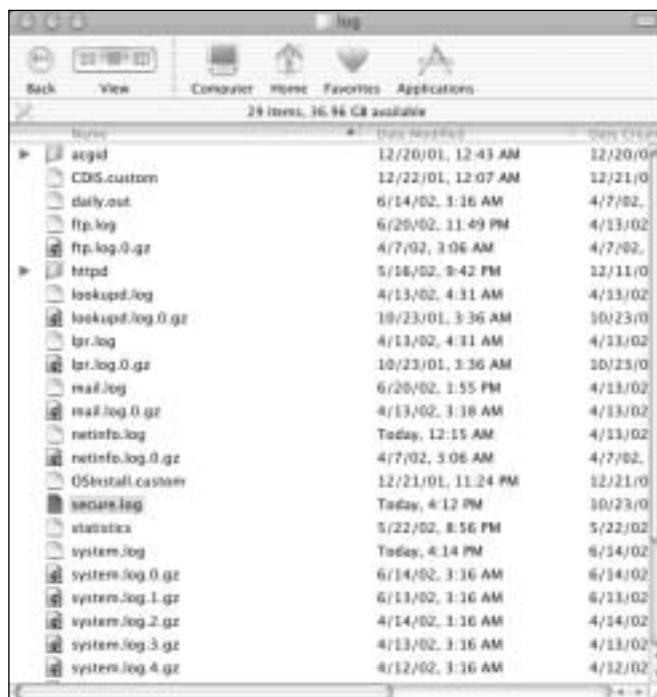 log
Back View Computer Home Favorites Applications
29 items, 36.96 GB available
Name Date Modified Date Crea
acgid 12/20/01, 12:43 AM 12/20/0
CDIS.custom 12/22/01, 12:07 AM 12/21/0
daily.out 6/14/02, 3:16 AM 4/7/02,
ftp.log 6/20/02, 11:49 PM 4/13/02
ftp.log.0.gz 4/7/02, 3:06 AM 4/7/02,
httpd 5/16/02, 9:42 PM 12/11/0
lookupd.log 4/13/02, 4:31 AM 4/13/02
lookupd.log.0.gz 10/23/01, 3:36 AM 10/23/0
lpr.log 4/13/02, 4:31 AM 4/13/02
lpr.log.0.gz 10/23/01, 3:36 AM 10/23/0
mail.log 6/20/02, 1:55 PM 4/13/02
mail.log.0.gz 4/13/02, 3:18 AM 4/13/02
netinfo.log Today, 12:15 AM 4/13/02
netinfo.log.0.gz 4/7/02, 3:06 AM 4/7/02,
OSInstall.custom 12/21/01, 11:24 PM 12/21/0
secure.log Today, 4:12 PM 10/23/0
statistics 5/22/02, 8:56 PM 5/22/02
system.log Today, 4:14 PM 6/14/02
system.log.0.gz 6/14/02, 3:16 AM 6/14/02
system.log.1.gz 6/13/02, 3:16 AM 6/13/02
system.log.2.gz 4/14/02, 3:16 AM 4/14/02
system.log.3.gz 4/13/02, 3:16 AM 4/13/02
system.log.4.gz 4/12/02, 3:16 AM 4/12/02